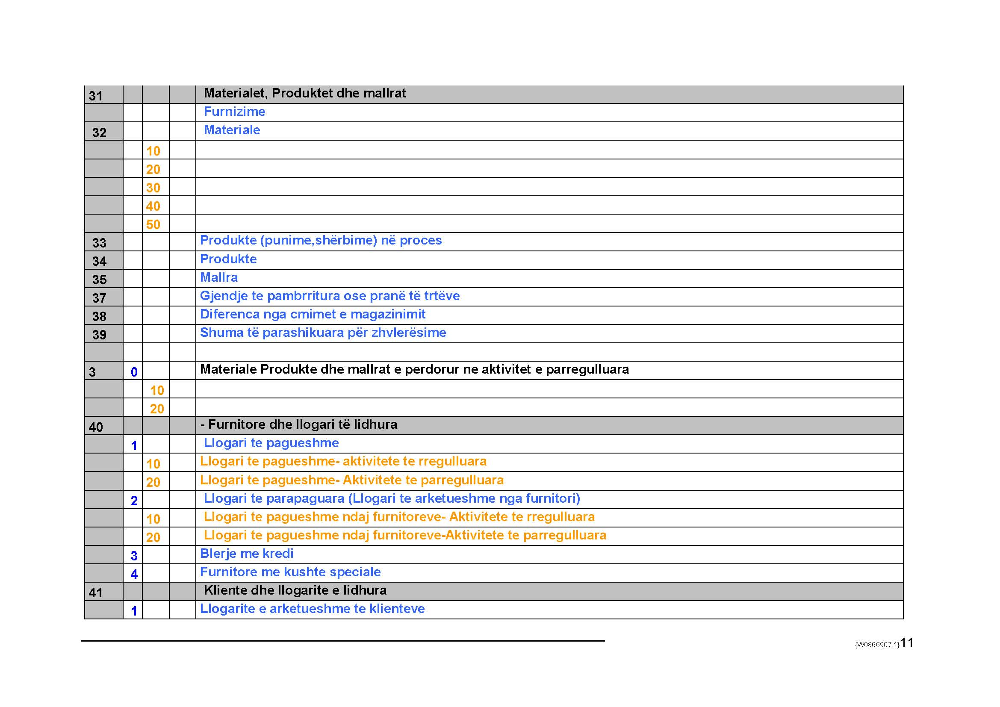 31 Materialet, Produktet dhe mallrat
Furnizime
32 Materiale
10
20
30
40
50
33 Produkte (punime,shërbime) në proces
34 Produkte
35 Mallra
37 Gjendje te pambrritura ose pranë të trtëve
38 Diferenca nga cmimet e magazinimit
39 Shuma të parashikuara për zhvlerësime
3 0 Materiale Produkte dhe mallrat e perdorur ne aktivitet e parregulluara
10
20
40 - Furnitore dhe llogari të lidhura
1 Llogari te pagueshme
10 Llogari te pagueshme- aktivitete te rregulluara
20 Llogari te pagueshme- Aktivitete te parregulluara
2 Llogari te parapaguara (Llogari te arketueshme nga furnitori)
10 Llogari te pagueshme ndaj furnitoreve- Aktivitete te rregulluara
20 Llogari te pagueshme ndaj furnitoreve-Aktivitete te parregulluara
3 Blerje me kredi
4 Furnitore me kushte speciale
41 Kliente dhe llogarite e lidhura
1 Llogarite e arketueshme te klienteve
{W0866907.1}11